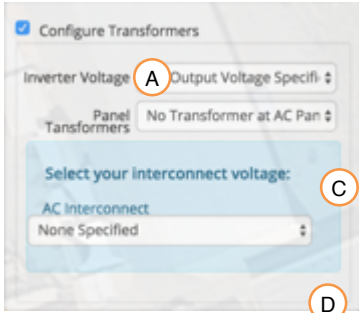 Configure Transformers
Inverter Voltage A Output Voltage Specifi
Panel Tansformers No Transformer at AC Pan
Select your interconnect voltage:
C
AC Interconnect
None Specified
D